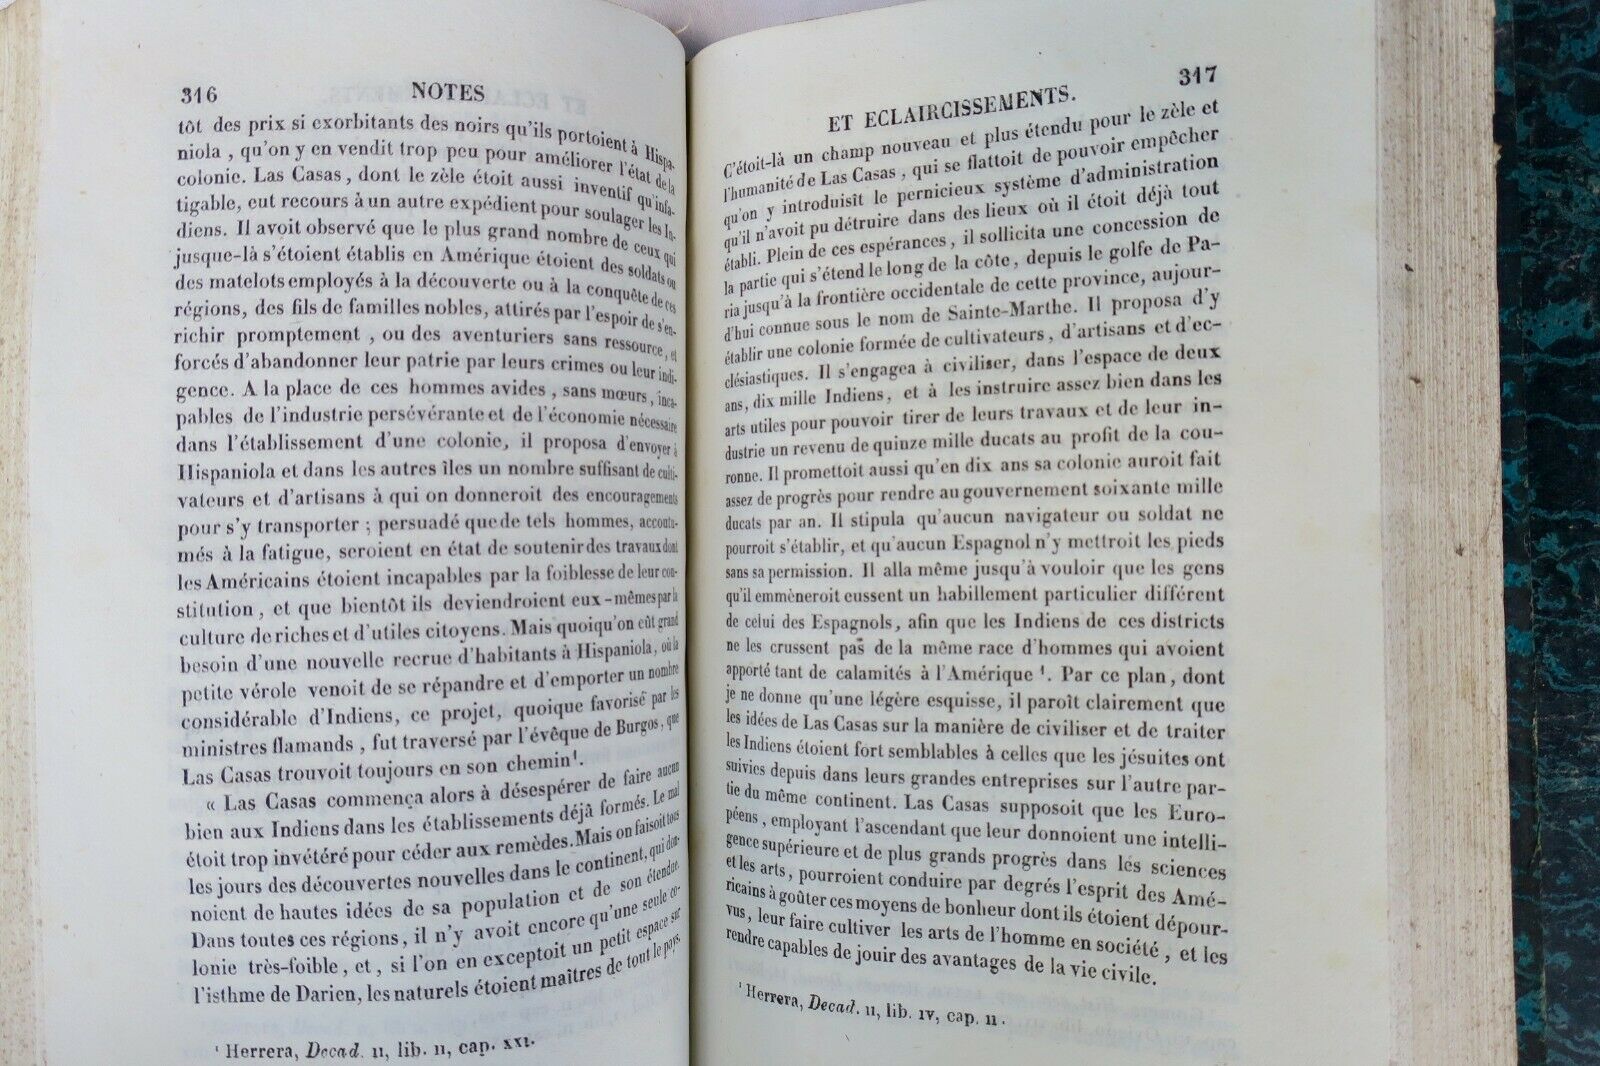 316 NOTES
tôt des prix si exorbitants des noirs qu'ils portoient à Hispa-
niola, qu'on y en vendit trop peu pour améliorer l'état de la
colonie. Las Casas, dont le zèle étoit aussi inventif qu'infa-
tigable, eut recours à un autre expédient pour soulager les In-
diens. Il avoit observé que le plus grand nombre de ceux qui
jusque-là s'étoient établis en Amérique étoient des soldats ou
des matelots employés à la découverte ou à la conquête de ces
régions, des fils de familles nobles, attirés par l'espoir de s'en-
richir promptement, ou des aventuriers sans ressource, et
forcés d'abandonner leur patrie par leurs crimes ou leur indi-
gence. A la place de ces hommes avides, sans mœurs, inca-
pables de l'industrie persévérante et de l'économie nécessaire
dans l'établissement d'une colonie, il proposa d'envoyer à
Hispaniola et dans les autres îles un nombre suffisant de culti-
vateurs et d'artisans à qui on donneroit des encouragements
pour s'y transporter; persuadé que de tels hommes, accoutu-
més à la fatigue, seroient en état de soutenir des travaux dont
les Américains étoient incapables par la foiblesse de leur con-
stitution, et que bientôt ils deviendroient eux-mêmes par la
culture de riches et d'utiles citoyens. Mais quoiqu'on eût grand
besoin d'une nouvelle recrue d'habitants à Hispaniola, où la
petite vérole venoit de se répandre et d'emporter un nombre
considérable d'Indiens, ce projet, quoique favorisé par les
ministres flamands, fut traversé par l'évêque de Burgos, que
Las Casas trouvoit toujours en son chemin¹.
« Las Casas commença alors à désespérer de faire aucun
bien aux Indiens dans les établissements déjà formés. Le mal
étoit trop invétéré pour céder aux remèdes. Mais on faisoit tous
les jours des découvertes nouvelles dans le continent, qui don-
noient de hautes idées de sa population et de son étendue.
Dans toutes ces régions, il n'y avoit encore qu'une seule co-
lonie très-foible, et, si l'on en exceptoit un petit espace sur
l'isthme de Darien, les naturels étoient maîtres de tout le pays.
¹ Herrera, Decad. II, lib. II, cap. XXI.
ET ECLAIRCISSEMENTS. 317
C'étoit-là un champ nouveau et plus étendu pour le zèle et
l'humanité de Las Casas, qui se flattoit de pouvoir empêcher
qu'on y introduisît le pernicieux système d'administration
qu'il n'avoit pu détruire dans des lieux où il étoit déjà tout
établi. Plein de ces espérances, il sollicita une concession de
la partie qui s'étend le long de la côte, depuis le golfe de Pa-
ria jusqu'à la frontière occidentale de cette province, aujour-
d'hui connue sous le nom de Sainte-Marthe. Il proposa d'y
établir une colonie formée de cultivateurs, d'artisans et d'ec-
clésiastiques. Il s'engagea à civiliser, dans l'espace de deux
ans, dix mille Indiens, et à les instruire assez bien dans les
arts utiles pour pouvoir tirer de leurs travaux et de leur in-
dustrie un revenu de quinze mille ducats au profit de la cou-
ronne. Il promettoit aussi qu'en dix ans sa colonie auroit fait
assez de progrès pour rendre au gouvernement soixante mille
ducats par an. Il stipula qu'aucun navigateur ou soldat ne
pourroit s'établir, et qu'aucun Espagnol n'y mettroit les pieds
sans sa permission. Il alla même jusqu'à vouloir que les gens
qu'il emmèneroit eussent un habillement particulier différent
de celui des Espagnols, afin que les Indiens de ces districts
ne les crussent pas de la même race d'hommes qui avoient
apporté tant de calamités à l'Amérique¹. Par ce plan, dont
je ne donne qu'une légère esquisse, il paroît clairement que
les idées de Las Casas sur la manière de civiliser et de traiter
les Indiens étoient fort semblables à celles que les jésuites ont
suivies depuis dans leurs grandes entreprises sur l'autre par-
tie du même continent. Las Casas supposoit que les Euro-
péens, employant l'ascendant que leur donnoient une intelli-
gence supérieure et de plus grands progrès dans les sciences
et les arts, pourroient conduire par degrés l'esprit des Amé-
ricains à goûter ces moyens de bonheur dont ils étoient dépour-
vus, leur faire cultiver les arts de l'homme en société, et les
rendre capables de jouir des avantages de la vie civile.
¹ Herrera, Decad. II, lib. IV, cap. II.